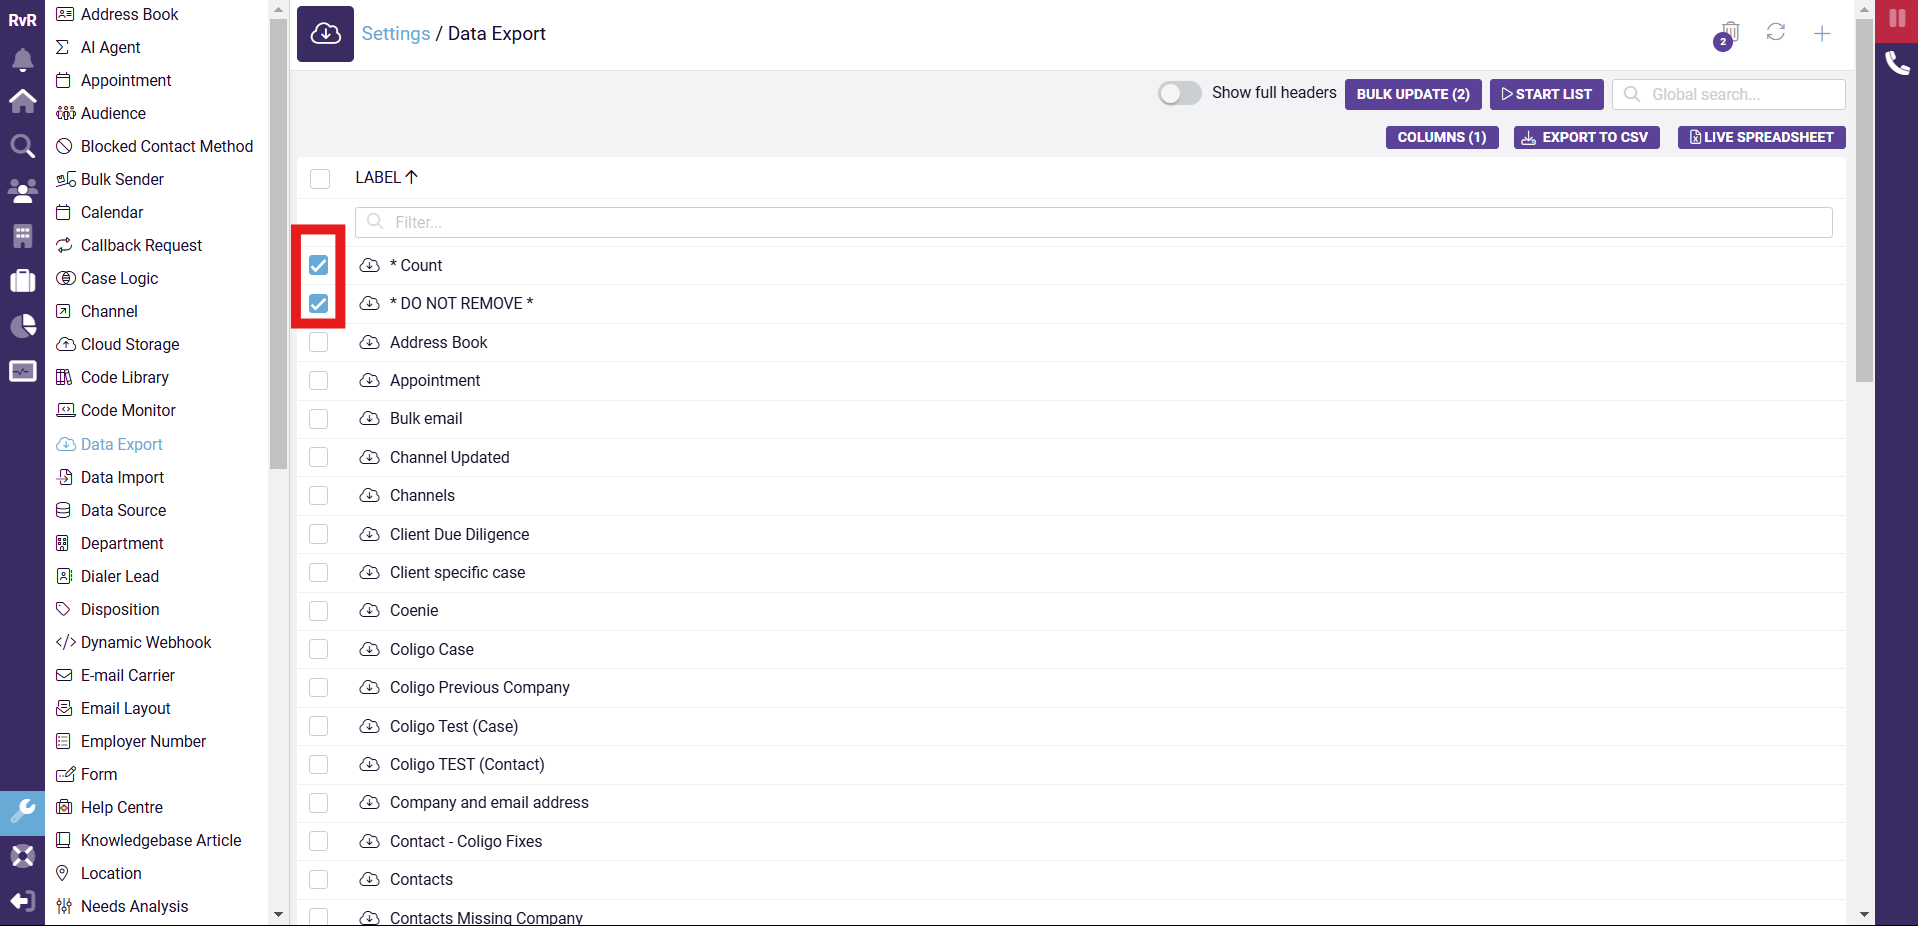 RvR
Address Book
AI Agent
Appointment
Audience
Blocked Contact Method
Bulk Sender
Calendar
Callback Request
Case Logic
Channel
Cloud Storage
Code Library
Code Monitor
Data Export
Data Import
Data Source
Department
Dialer Lead
Disposition
Dynamic Webhook
E-mail Carrier
Email Layout
Employer Number
Form
Help Centre
Knowledgebase Article
Location
Needs Analysis
Settings / Data Export
2
Show full headers
BULK UPDATE (2)
START LIST
Global search...
COLUMNS (1)
EXPORT TO CSV
LIVE SPREADSHEET
LABEL
Filter...
* Count
* DO NOT REMOVE *
Address Book
Appointment
Bulk email
Channel Updated
Channels
Client Due Diligence
Client specific case
Coenie
Coligo Case
Coligo Previous Company
Coligo Test (Case)
Coligo TEST (Contact)
Company and email address
Contact - Coligo Fixes
Contacts
Contacts Missing Company